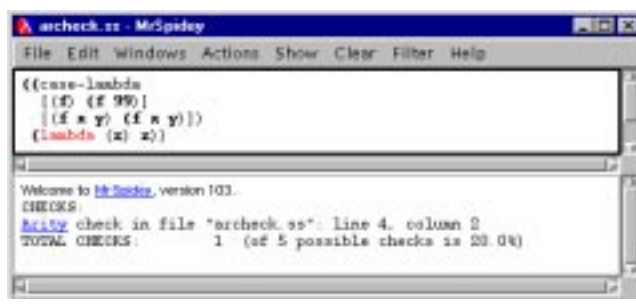 archeck.ss - MrSpidey
File Edit Windows Actions Show Clear Filter Help
((case-lambda
[(f) (f 99)]
[(f x y) (f x y)])
(lambda (z) z))
Welcome to MrSpidey, version 103.
CHECKS:
Arity check in file "archeck.ss": line 4, column 2
TOTAL CHECKS: 1 (of 5 possible checks is 20.0%)